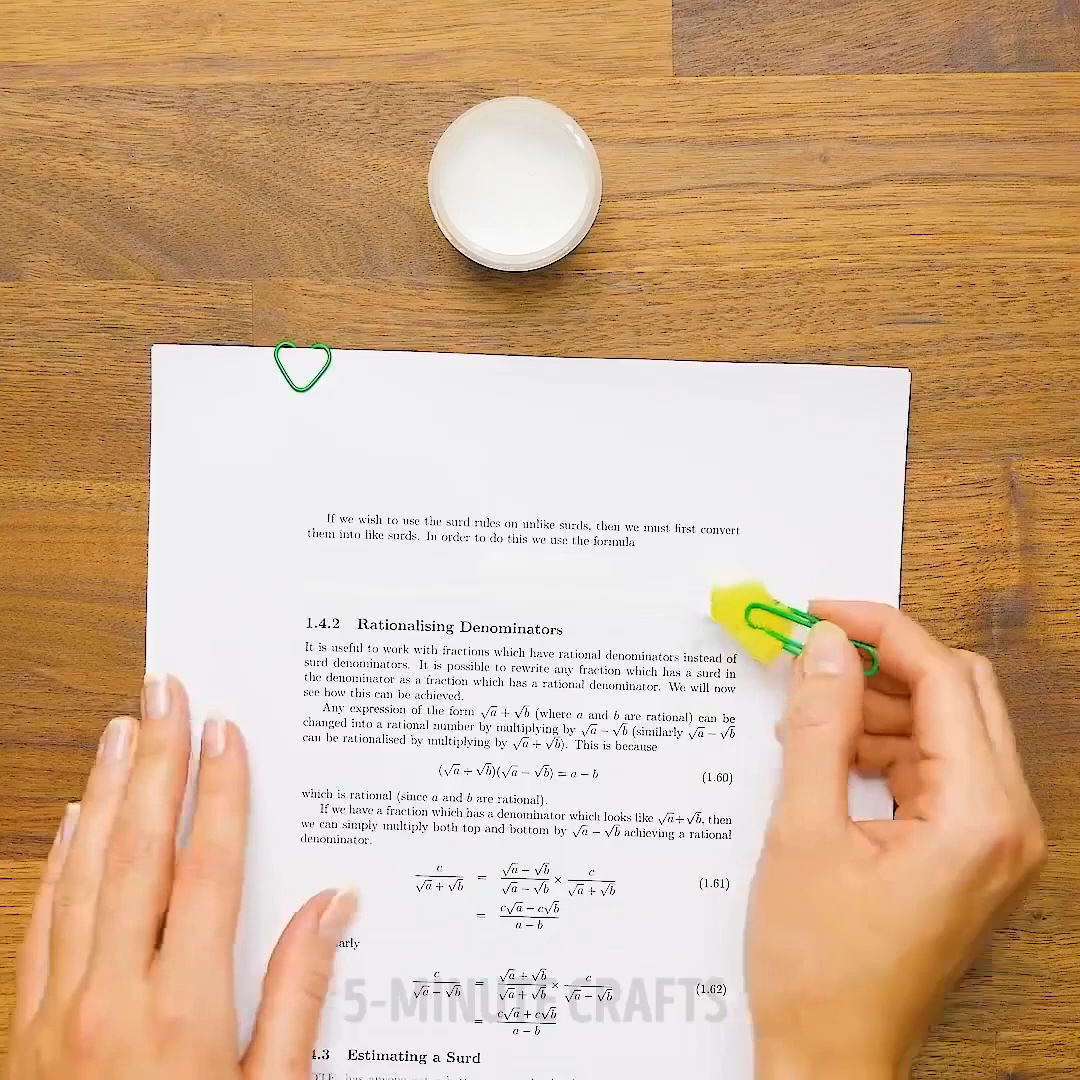 If we wish to use the surd rules on unlike surds, then we must first convert
them into like surds. In order to do this we use the formula
1.4.2 Rationalising Denominators
It is useful to work with fractions which have rational denominators instead of
surd denominators. It is possible to rewrite any fraction which has a surd in
the denominator as a fraction which has a rational denominator. We will now
see how this can be achieved.
Any expression of the form √a + √b (where a and b are rational) can be
changed into a rational number by multiplying by √a − √b (similarly √a − √b
can be rationalised by multiplying by √a + √b). This is because
(√a + √b)(√a − √b) = a − b (1.60)
which is rational (since a and b are rational).
If we have a fraction which has a denominator which looks like √a+√b, then
we can simply multiply both top and bottom by √a − √b achieving a rational
denominator.
c/(√a + √b) = (√a − √b)/(√a − √b) × c/(√a + √b) (1.61)
= (c√a − c√b)/(a − b)
arly
c/(√a − √b) = (√a + √b)/(√a + √b) × c/(√a − √b) (1.62)
= (c√a + c√b)/(a − b)
5-MINUTE CRAFTS
4.3 Estimating a Surd